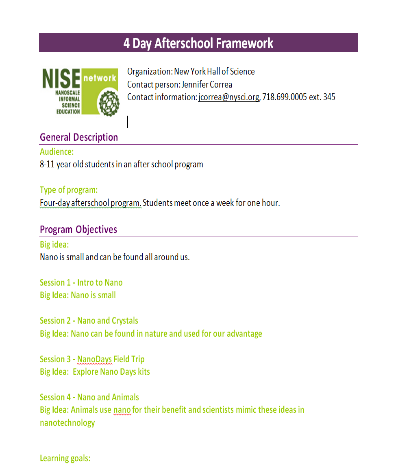 4 Day Afterschool Framework
NISE network
NANOSCALE
INFORMAL
SCIENCE
EDUCATION
Organization: New York Hall of Science
Contact person: Jennifer Correa
Contact information: jcorrea@nysci.org, 718.699.0005 ext. 345
General Description
Audience:
8-11 year old students in an after school program
Type of program:
Four-day afterschool program. Students meet once a week for one hour.
Program Objectives
Big idea:
Nano is small and can be found all around us.
Session 1 - Intro to Nano
Big Idea: Nano is small
Session 2 - Nano and Crystals
Big Idea: Nano can be found in nature and used for our advantage
Session 3 - NanoDays Field Trip
Big Idea: Explore Nano Days kits
Session 4 - Nano and Animals
Big Idea: Animals use nano for their benefit and scientists mimic these ideas in
nanotechnology
Learning goals: